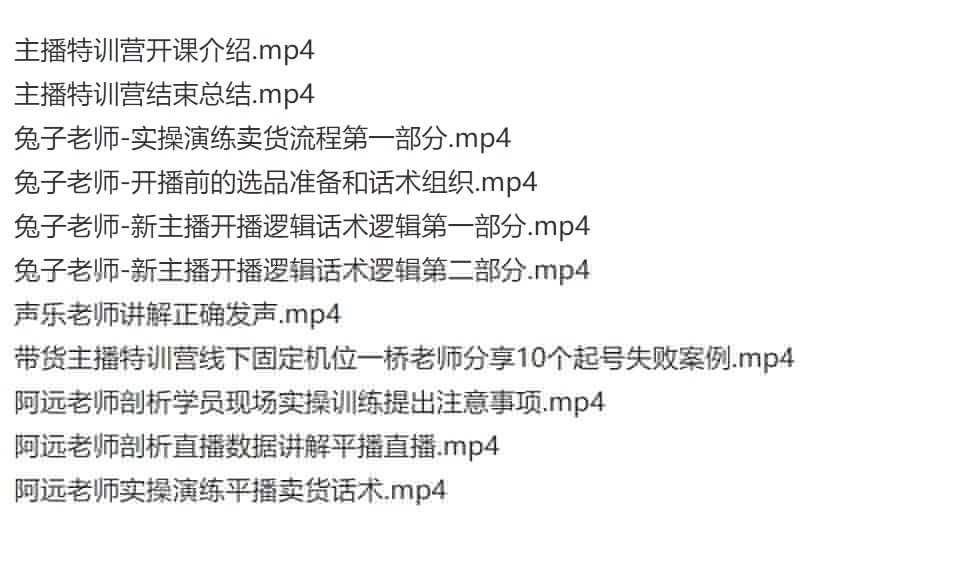 主播特训营开课介绍.mp4
主播特训营结束总结.mp4
兔子老师-实操演练卖货流程第一部分.mp4
兔子老师-开播前的选品准备和话术组织.mp4
兔子老师-新主播开播逻辑话术逻辑第一部分.mp4
兔子老师-新主播开播逻辑话术逻辑第二部分.mp4
声乐老师讲解正确发声.mp4
带货主播特训营线下固定机位一桥老师分享10个起号失败案例.mp4
阿远老师剖析学员现场实操训练提出注意事项.mp4
阿远老师剖析直播数据讲解平播直播.mp4
阿远老师实操演练平播卖货话术.mp4